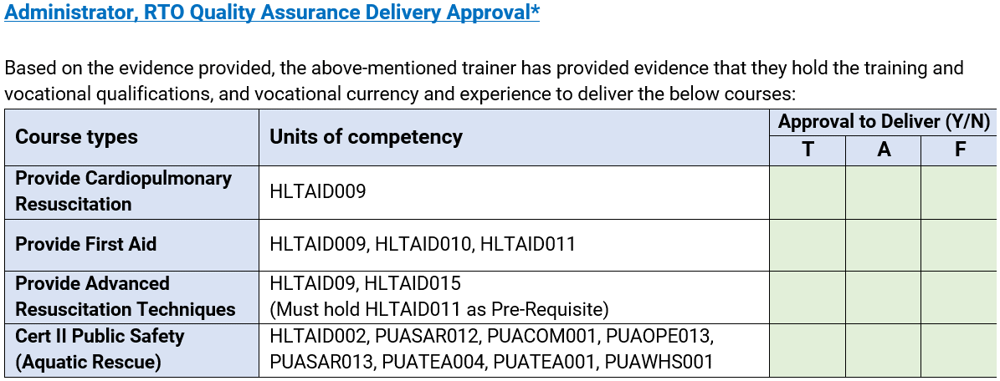 Administrator, RTO Quality Assurance Delivery Approval*
Based on the evidence provided, the above-mentioned trainer has provided evidence that they hold the training and
vocational qualifications, and vocational currency and experience to deliver the below courses:
Course types
Units of competency
Approval to Deliver (Y/N)
T
A
F
Provide Cardiopulmonary
Resuscitation
HLTAID009
Provide First Aid
HLTAID009, HLTAID010, HLTAID011
Provide Advanced
Resuscitation Techniques
HLTAID09, HLTAID015
(Must hold HLTAID011 as Pre-Requisite)
Cert II Public Safety
(Aquatic Rescue)
HLTAID002, PUASAR012, PUACOM001, PUAOPE013,
PUASAR013, PUATEA004, PUATEA001, PUAWHS001